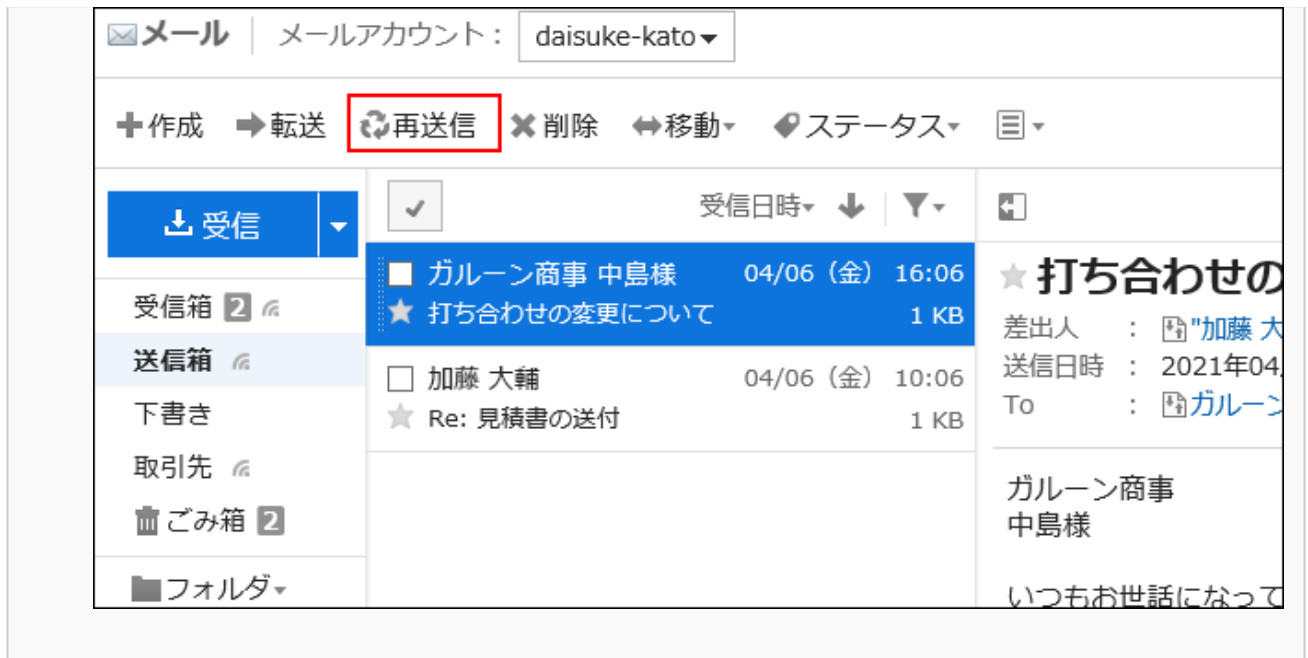 メール メールアカウント： daisuke-kato
作成 転送 再送信 削除 移動 ステータス
受信
受信日時
受信箱 2
送信箱
下書き
取引先
ごみ箱 2
フォルダ
ガルーン商事 中島様 04/06（金） 16:06
打ち合わせの変更について 1 KB
加藤 大輔 04/06（金） 10:06
Re: 見積書の送付 1 KB
打ち合わせの
差出人 ： "加藤 大
送信日時 ： 2021年04
To ： ガルーン
ガルーン商事
中島様
いつもお世話になって